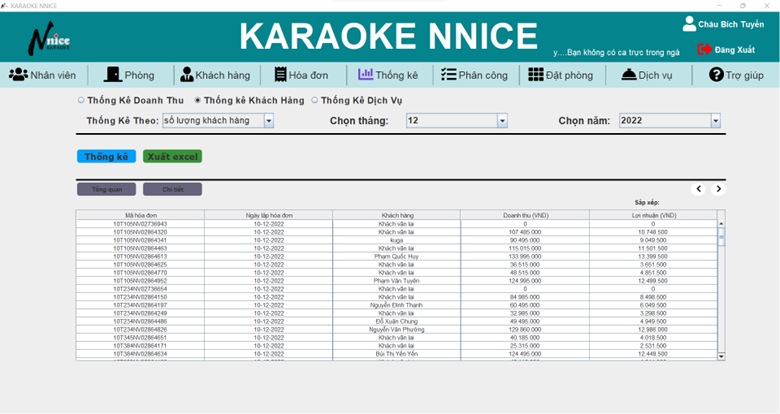 KARAOKE NNICE
Nnice
KARAOKE
KARAOKE NNICE
Châu Bích Tuyền
y....Bạn không có ca trực trong ngà
Đăng Xuất
Nhân viên
Phòng
Khách hàng
Hóa đơn
Thống kê
Phân công
Đặt phòng
Dịch vụ
Trợ giúp
Thống Kê Doanh Thu Thống kê Khách Hàng Thống Kê Dịch Vụ
Thống Kê Theo: số lượng khách hàng Chọn tháng: 12 Chọn năm: 2022
Thống kê Xuất excel
Tổng quan Chi tiết
Sắp xếp:
Mã hóa đơn Ngày lập hóa đơn Khách hàng Doanh thu (VND) Lợi nhuận (VND)
10T105NV02736943 10-12-2022 Khách vãn lai 0 0
10T105NV02864320 10-12-2022 Khách vãn lai 107.485.000 10.748.500
10T105NV02864341 10-12-2022 kuga 90.495.000 9.049.500
10T105NV02864463 10-12-2022 Khách vãn lai 115.015.000 11.501.500
10T105NV02864613 10-12-2022 Phạm Quốc Huy 133.995.000 13.399.500
10T105NV02864625 10-12-2022 Khách vãn lai 36.515.000 3.651.500
10T105NV02864770 10-12-2022 Khách vãn lai 48.515.000 4.851.500
10T105NV02864952 10-12-2022 Phạm Văn Tuyên 124.995.000 12.499.500
10T234NV02736654 10-12-2022 Khách vãn lai 0 0
10T234NV02864150 10-12-2022 Khách vãn lai 84.985.000 8.498.500
10T234NV02864197 10-12-2022 Nguyễn Đình Thanh 60.495.000 6.049.500
10T234NV02864249 10-12-2022 Khách vãn lai 32.985.000 3.298.500
10T234NV02864486 10-12-2022 Đỗ Xuân Chung 49.495.000 4.949.500
10T234NV02864826 10-12-2022 Nguyễn Văn Phường 129.860.000 12.986.000
10T345NV02864651 10-12-2022 Khách vãn lai 40.185.000 4.018.500
10T384NV02864171 10-12-2022 Khách vãn lai 25.315.000 2.531.500
10T384NV02864634 10-12-2022 Bùi Thị Yến Yến 124.495.000 12.449.500